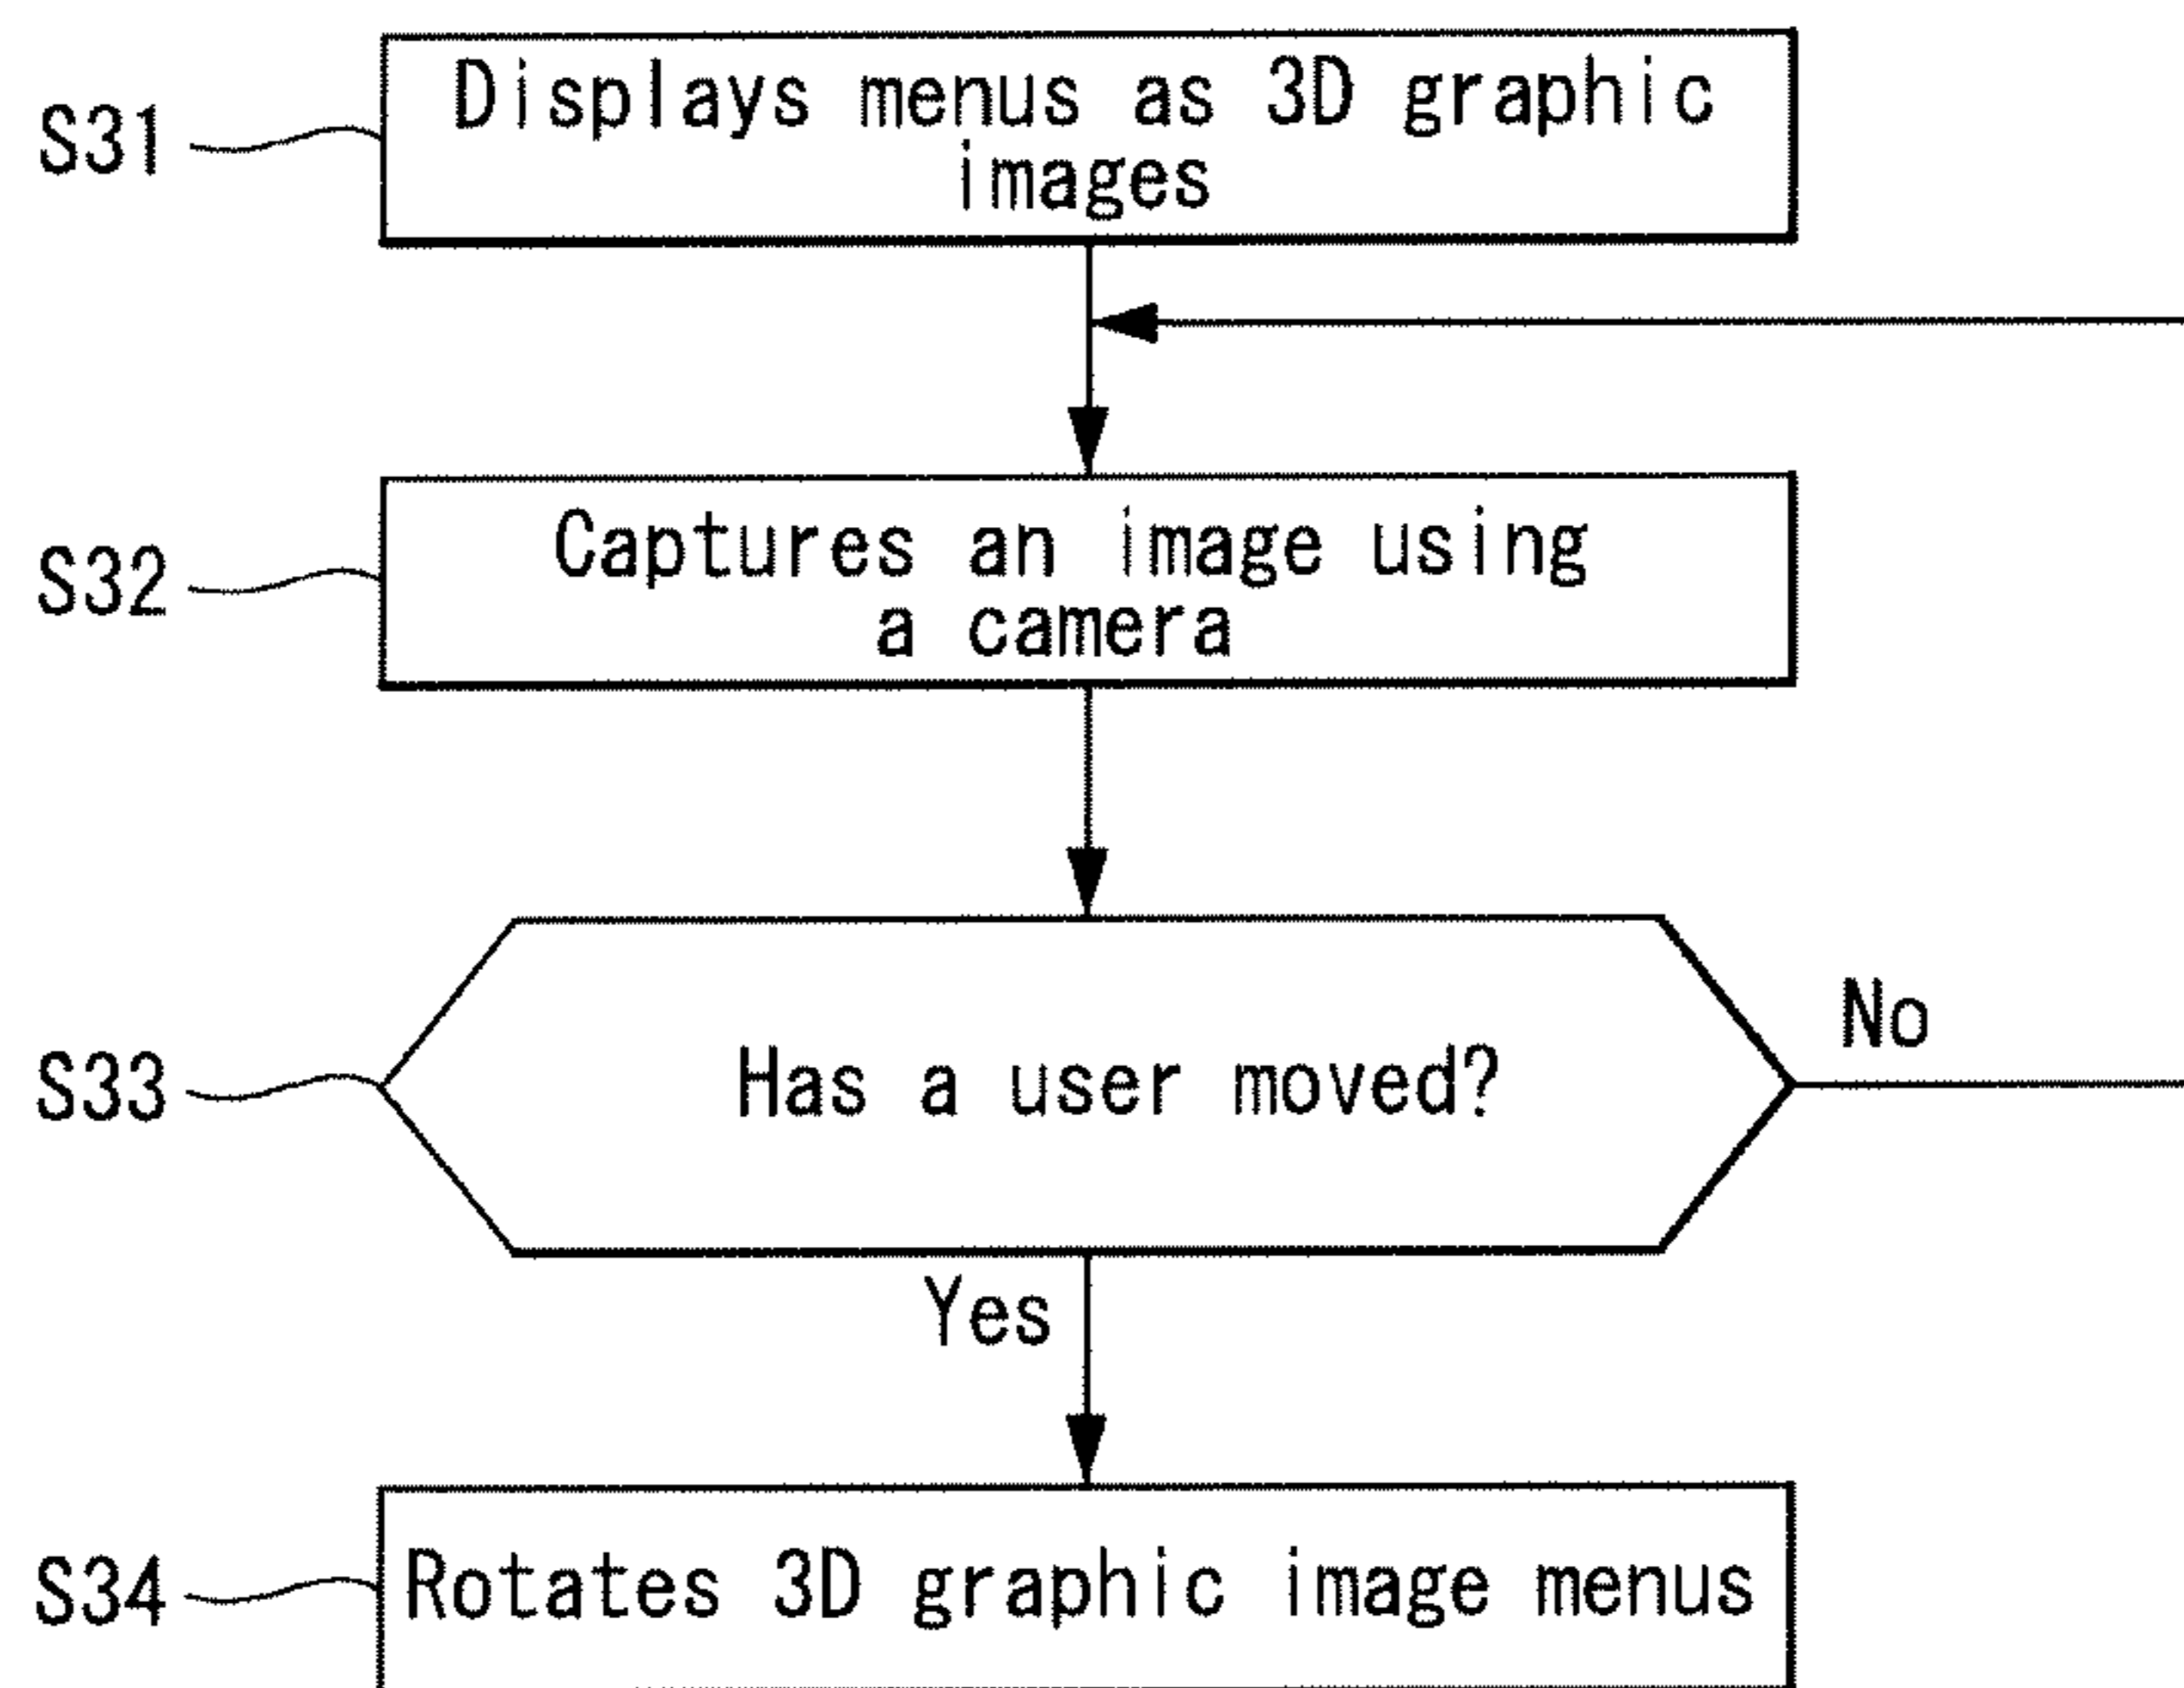 S31
Displays menus as 3D graphic
images
S32
Captures an image using
a camera
S33
Has a user moved?
No
Yes
S34
Rotates 3D graphic image menus